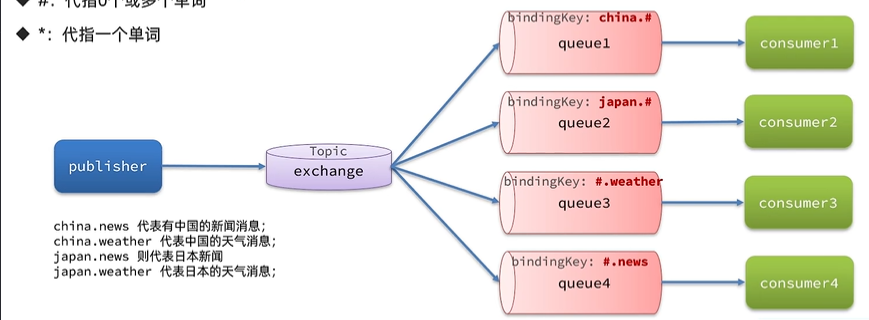 #：代指0个或多个单词
*：代指一个单词
bindingKey: china.#
queue1
consumer1
bindingKey: japan.#
queue2
consumer2
publisher
Topic
exchange
bindingKey: #.weather
queue3
consumer3
china.news 代表有中国的新闻消息;
china.weather 代表中国的天气消息;
japan.news 则代表日本新闻
japan.weather 代表日本的天气消息;
bindingKey: #.news
queue4
consumer4